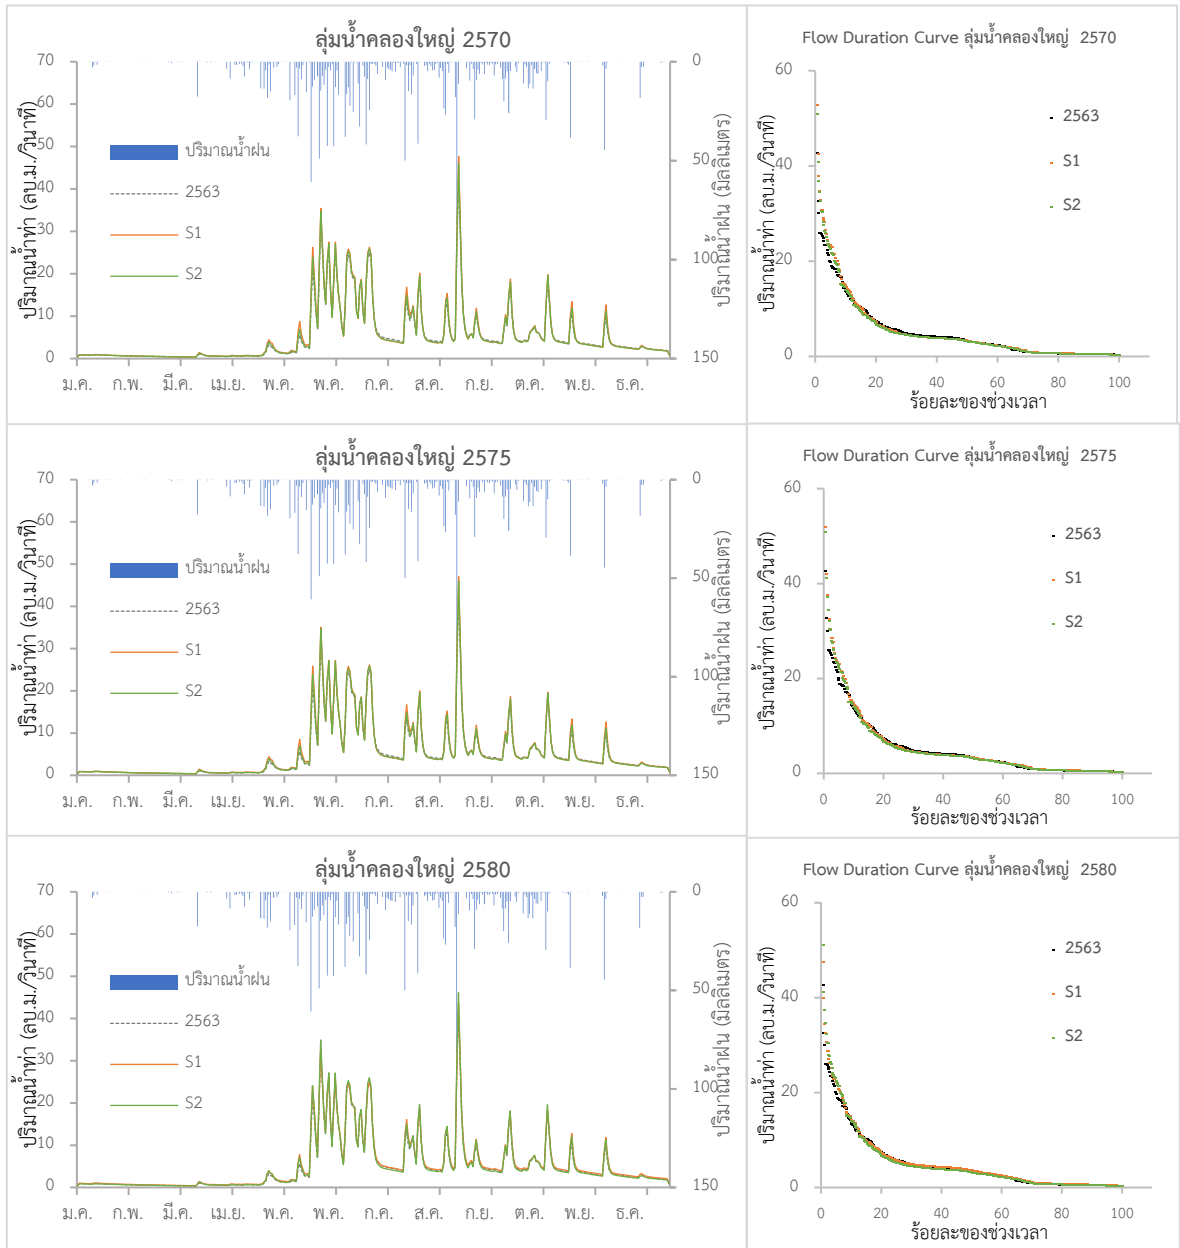 ลุ่มน้ำคลองใหญ่ 2570
70
60
50
40
30
20
10
0
ปริมาณน้ำท่า (ลบ.ม./วินาที)
ปริมาณน้ำฝน
2563
S1
S2
0
50
100
150
ปริมาณน้ำฝน (มิลลิเมตร)
ม.ค. ก.พ. มี.ค. เม.ย. พ.ค. พ.ค. ก.ค. ส.ค. ก.ย. ต.ค. พ.ย. ธ.ค.
Flow Duration Curve ลุ่มน้ำคลองใหญ่ 2570
60
40
20
0
ปริมาณน้ำท่า (ลบ.ม./วินาที)
2563
S1
S2
0 20 40 60 80 100
ร้อยละของช่วงเวลา
ลุ่มน้ำคลองใหญ่ 2575
70
60
50
40
30
20
10
0
ปริมาณน้ำท่า (ลบ.ม./วินาที)
ปริมาณน้ำฝน
2563
S1
S2
0
50
100
150
ปริมาณน้ำฝน (มิลลิเมตร)
ม.ค. ก.พ. มี.ค. เม.ย. พ.ค. พ.ค. ก.ค. ส.ค. ก.ย. ต.ค. พ.ย. ธ.ค.
Flow Duration Curve ลุ่มน้ำคลองใหญ่ 2575
60
40
20
0
ปริมาณน้ำท่า (ลบ.ม./วินาที)
2563
S1
S2
0 20 40 60 80 100
ร้อยละของช่วงเวลา
ลุ่มน้ำคลองใหญ่ 2580
70
60
50
40
30
20
10
0
ปริมาณน้ำท่า (ลบ.ม./วินาที)
ปริมาณน้ำฝน
2563
S1
S2
0
50
100
150
ปริมาณน้ำฝน (มิลลิเมตร)
ม.ค. ก.พ. มี.ค. เม.ย. พ.ค. พ.ค. ก.ค. ส.ค. ก.ย. ต.ค. พ.ย. ธ.ค.
Flow Duration Curve ลุ่มน้ำคลองใหญ่ 2580
60
40
20
0
ปริมาณน้ำท่า (ลบ.ม./วินาที)
2563
S1
S2
0 20 40 60 80 100
ร้อยละของช่วงเวลา